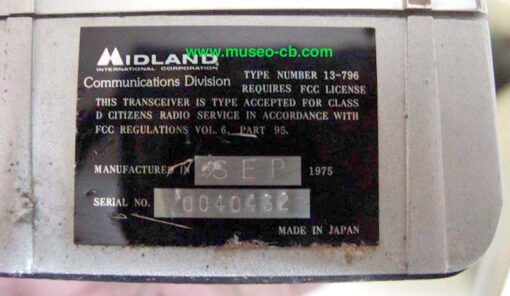 MIDLAND
INTERNATIONAL CORPORATION
Communications Division
www.museo-cb.com
TYPE NUMBER 13-796
REQUIRES FCC LICENSE
THIS TRANSCEIVER IS TYPE ACCEPTED FOR CLASS
D CITIZENS RADIO SERVICE IN ACCORDANCE WITH
FCC REGULATIONS VOL. 6, PART 95.
MANUFACTURED IN SEP 1975
SERIAL NO. 70040432
MADE IN JAPAN